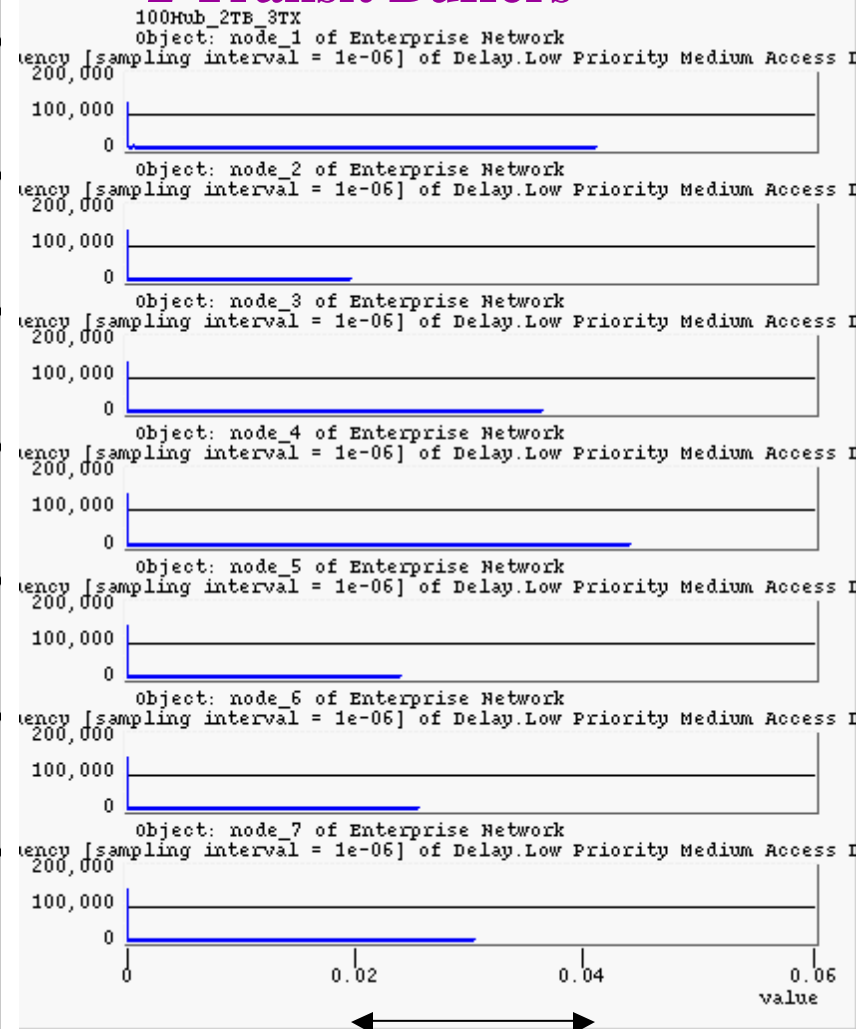 Transit Buffers
100Hub_2TB_3TX
Object: node_1 of Enterprise Network
[sampling interval = 1e-06] of Delay.Low Priority Medium Access
200,000
100,000
0
Object: node_2 of Enterprise Network
[sampling interval = 1e-06] of Delay.Low Priority Medium Access
200,000
100,000
0
Object: node_3 of Enterprise Network
[sampling interval = 1e-06] of Delay.Low Priority Medium Access
200,000
100,000
0
Object: node_4 of Enterprise Network
[sampling interval = 1e-06] of Delay.Low Priority Medium Access
200,000
100,000
0
Object: node_5 of Enterprise Network
[sampling interval = 1e-06] of Delay.Low Priority Medium Access
200,000
100,000
0
Object: node_6 of Enterprise Network
[sampling interval = 1e-06] of Delay.Low Priority Medium Access
200,000
100,000
0
Object: node_7 of Enterprise Network
[sampling interval = 1e-06] of Delay.Low Priority Medium Access
200,000
100,000
0
0 0.02 0.04 0.06
value